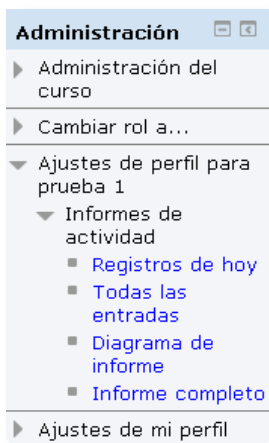 Administración
Administración del
curso
Cambiar rol a...
Ajustes de perfil para
prueba 1
Informes de
actividad
Registros de hoy
Todas las
entradas
Diagrama de
informe
Informe completo
Ajustes de mi perfil